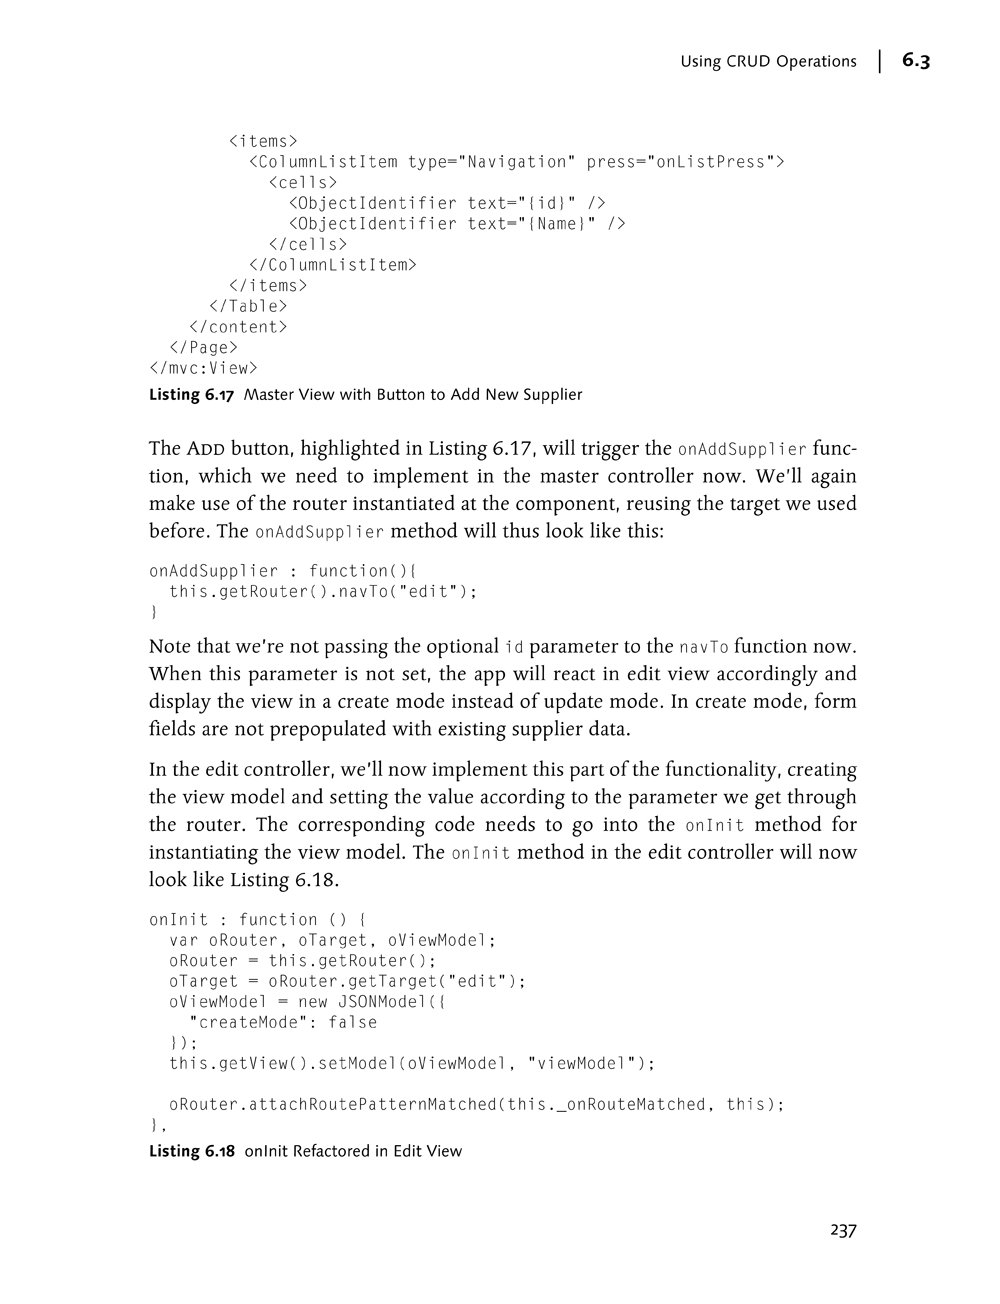 Using CRUD Operations | 6.3
<items>
<ColumnListItem type="Navigation" press="onListPress">
<cells>
<ObjectIdentifier text="{id}" />
<ObjectIdentifier text="{Name}" />
</cells>
</ColumnListItem>
</items>
</Table>
</content>
</Page>
</mvc:View>
Listing 6.17 Master View with Button to Add New Supplier
The ADD button, highlighted in Listing 6.17, will trigger the onAddSupplier func-
tion, which we need to implement in the master controller now. We'll again
make use of the router instantiated at the component, reusing the target we used
before. The onAddSupplier method will thus look like this:
onAddSupplier : function(){
this.getRouter().navTo("edit");
}
Note that we're not passing the optional id parameter to the navTo function now.
When this parameter is not set, the app will react in edit view accordingly and
display the view in a create mode instead of update mode. In create mode, form
fields are not prepopulated with existing supplier data.
In the edit controller, we'll now implement this part of the functionality, creating
the view model and setting the value according to the parameter we get through
the router. The corresponding code needs to go into the onInit method for
instantiating the view model. The onInit method in the edit controller will now
look like Listing 6.18.
onInit : function () {
var oRouter, oTarget, oViewModel;
oRouter = this.getRouter();
oTarget = oRouter.getTarget("edit");
oViewModel = new JSONModel({
"createMode": false
});
this.getView().setModel(oViewModel, "viewModel");
oRouter.attachRoutePatternMatched(this._onRouteMatched, this);
},
Listing 6.18 onInit Refactored in Edit View
237